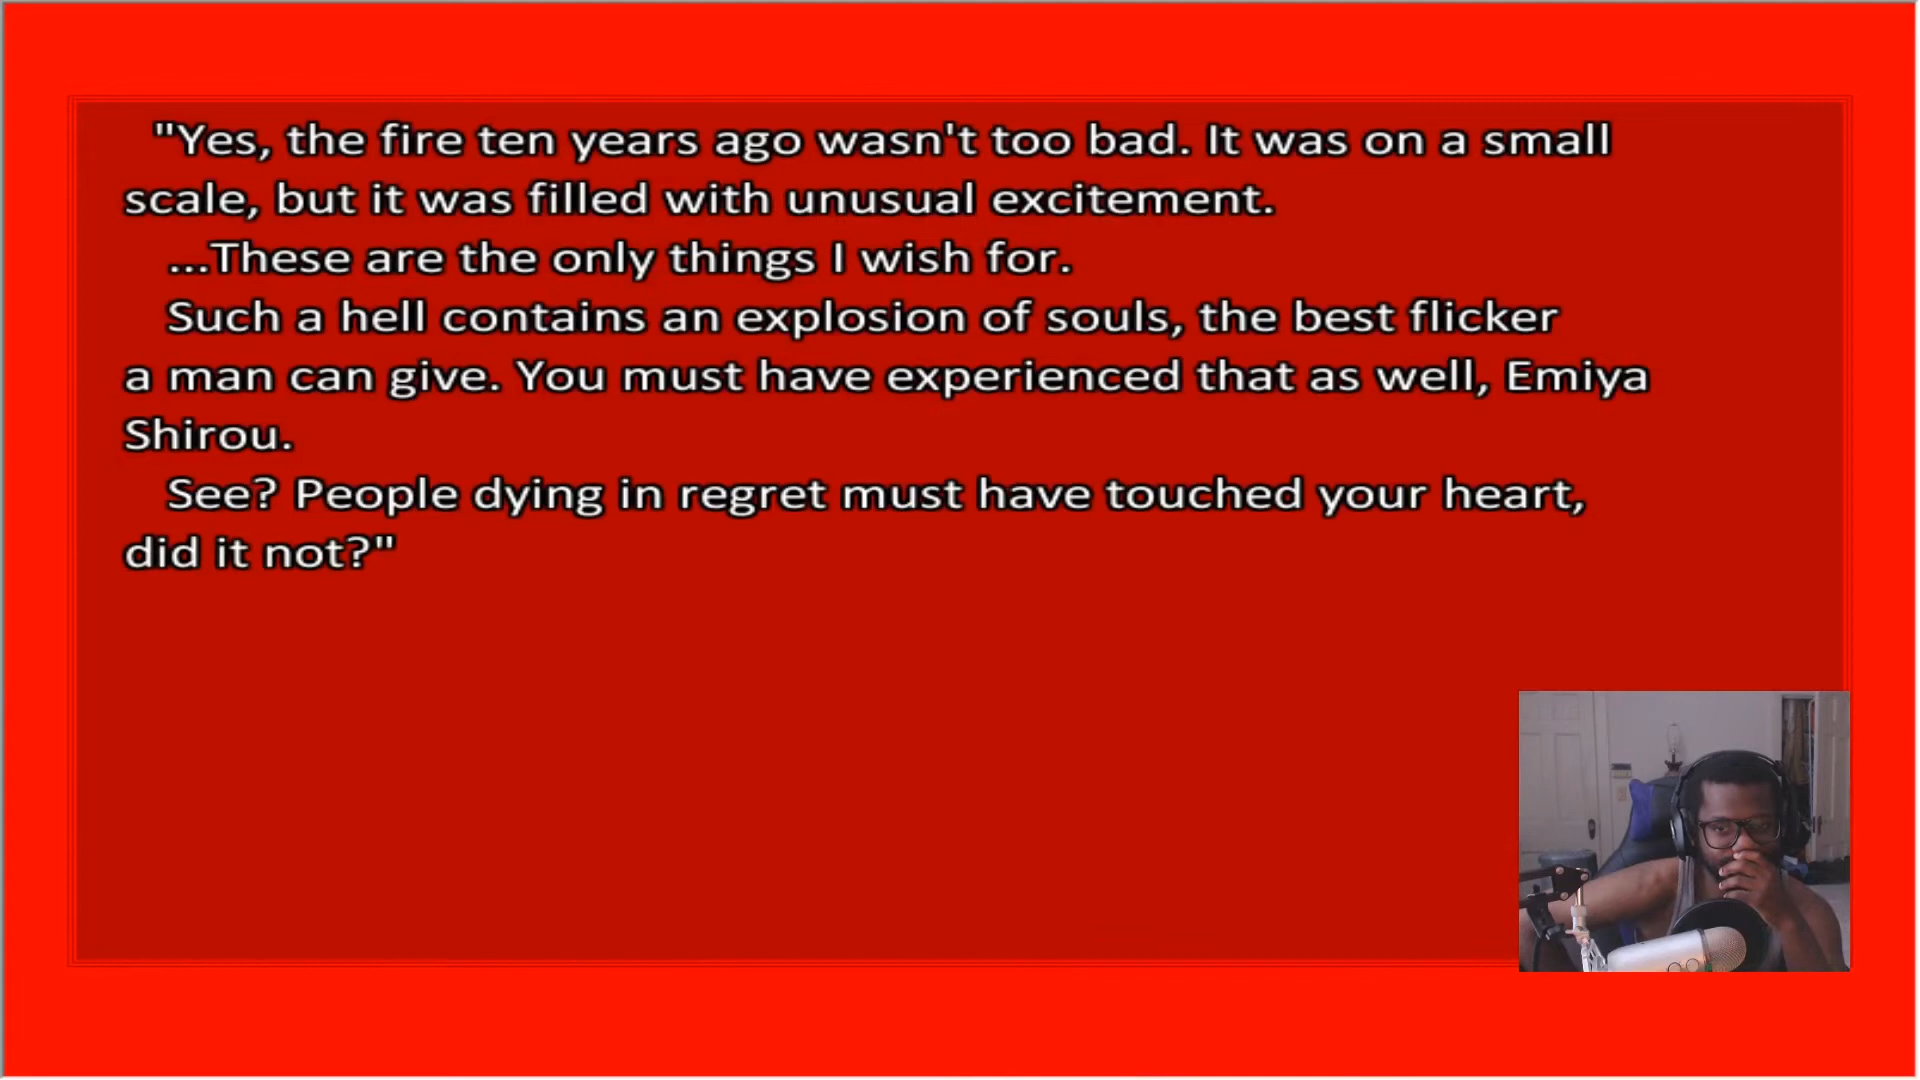 "Yes, the fire ten years ago wasn't too bad. It was on a small
scale, but it was filled with unusual excitement.
...These are the only things I wish for.
Such a hell contains an explosion of souls, the best flicker
a man can give. You must have experienced that as well, Emiya
Shirou.
See? People dying in regret must have touched your heart,
did it not?"